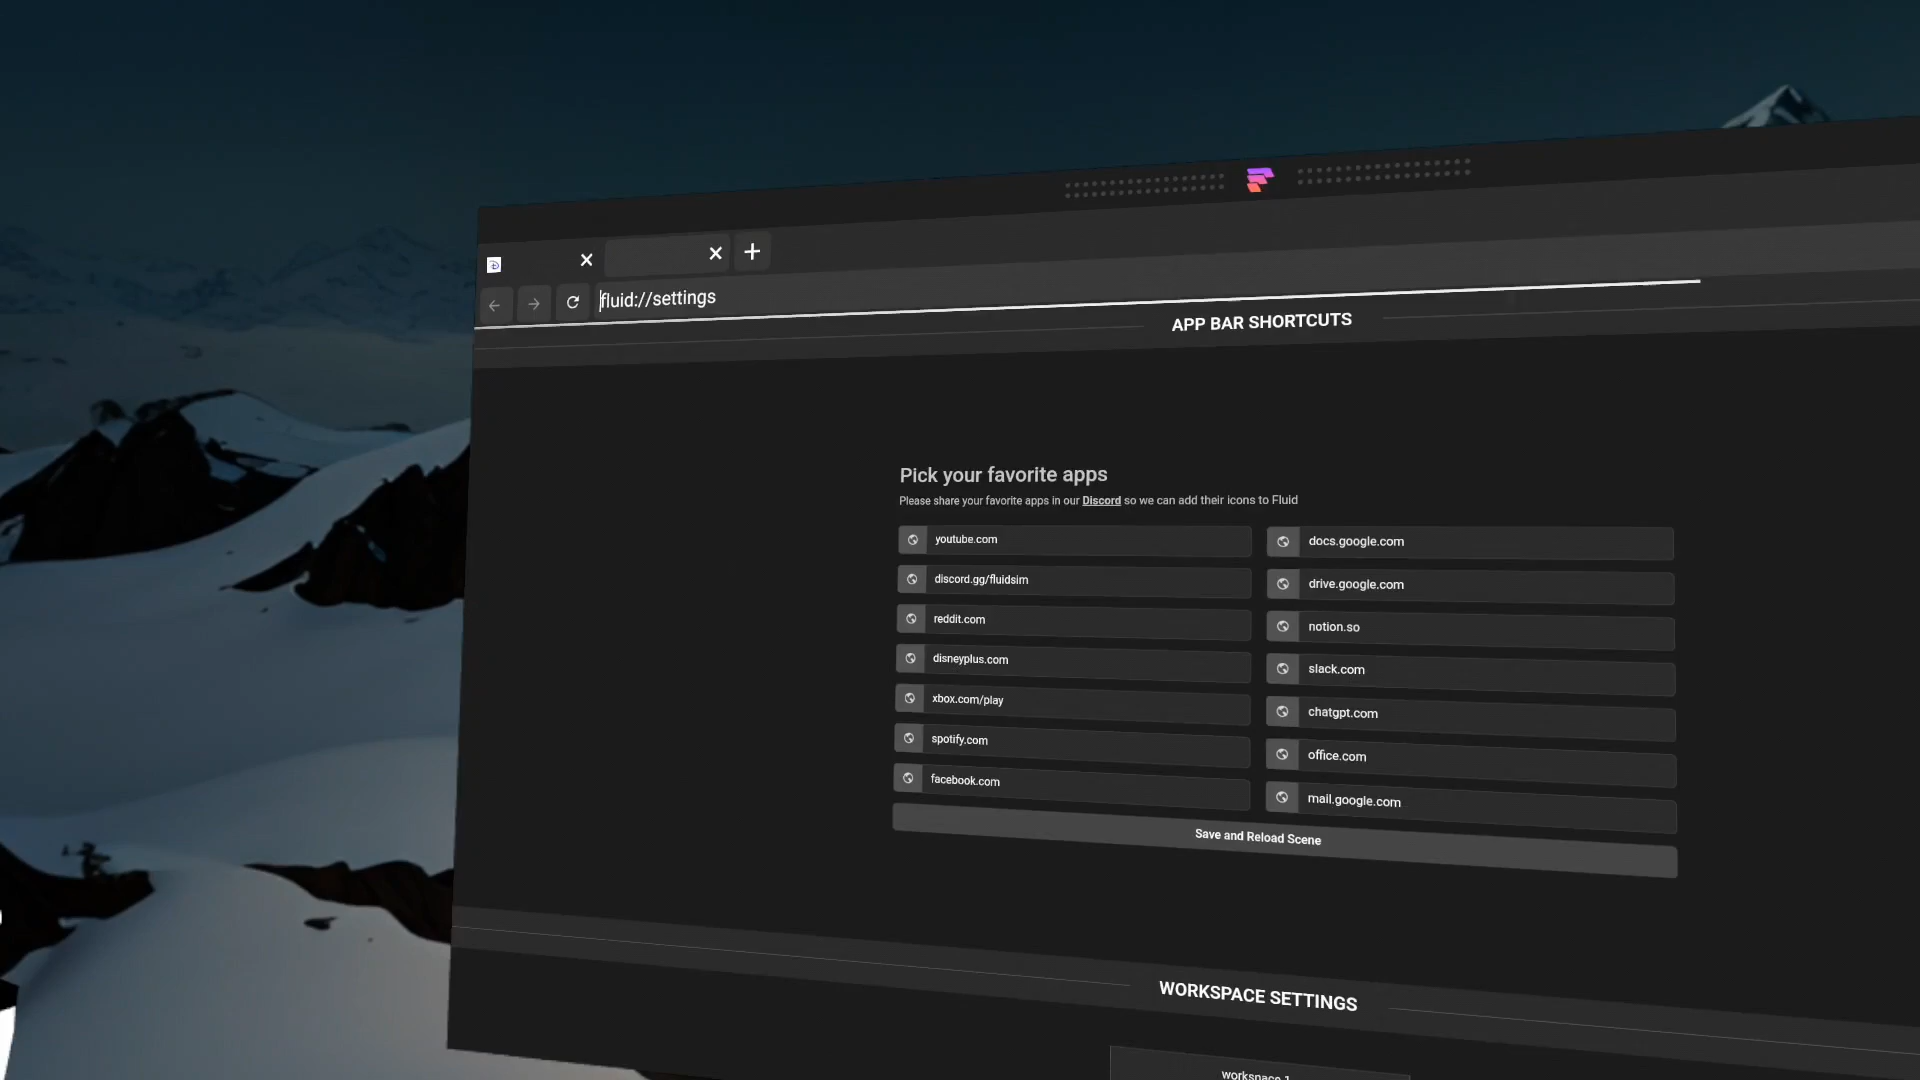 fluid://settings
APP BAR SHORTCUTS
Pick your favorite apps
Please share your favorite apps in our Discord so we can add their icons to Fluid
youtube.com
docs.google.com
discord.gg/fluidsim
drive.google.com
reddit.com
notion.so
disneyplus.com
slack.com
xbox.com/play
chatgpt.com
spotify.com
office.com
facebook.com
mail.google.com
Save and Reload Scene
WORKSPACE SETTINGS
workspace 1